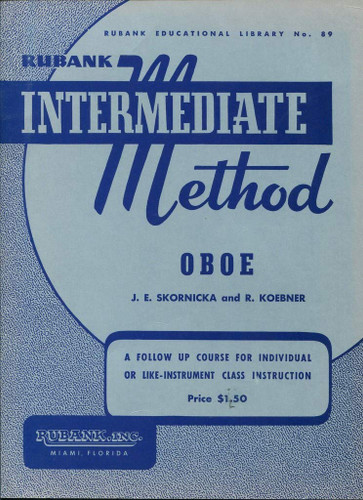 RUBANK EDUCATIONAL LIBRARY No. 89
RUBANK
INTERMEDIATE
Method
OBOE
J. E. SKORNICKA and R. KOEBNER
A FOLLOW UP COURSE FOR INDIVIDUAL
OR LIKE-INSTRUMENT CLASS INSTRUCTION
Price $1.50
RUBANK, INC.
MIAMI, FLORIDA